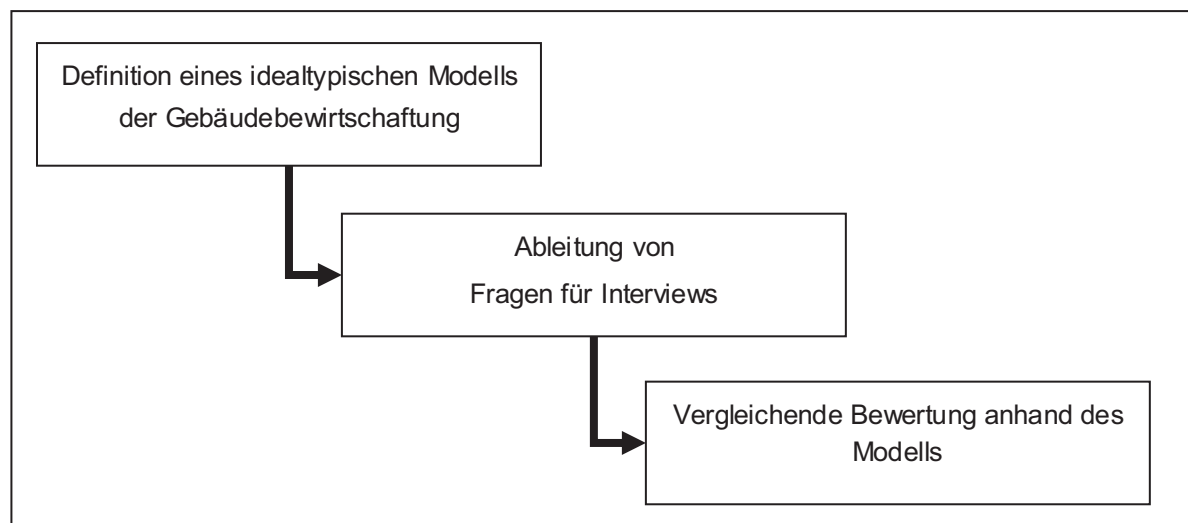 Definition eines idealtypischen Modells
der Gebäudebewirtschaftung
Ableitung von
Fragen für Interviews
Vergleichende Bewertung anhand des
Modells